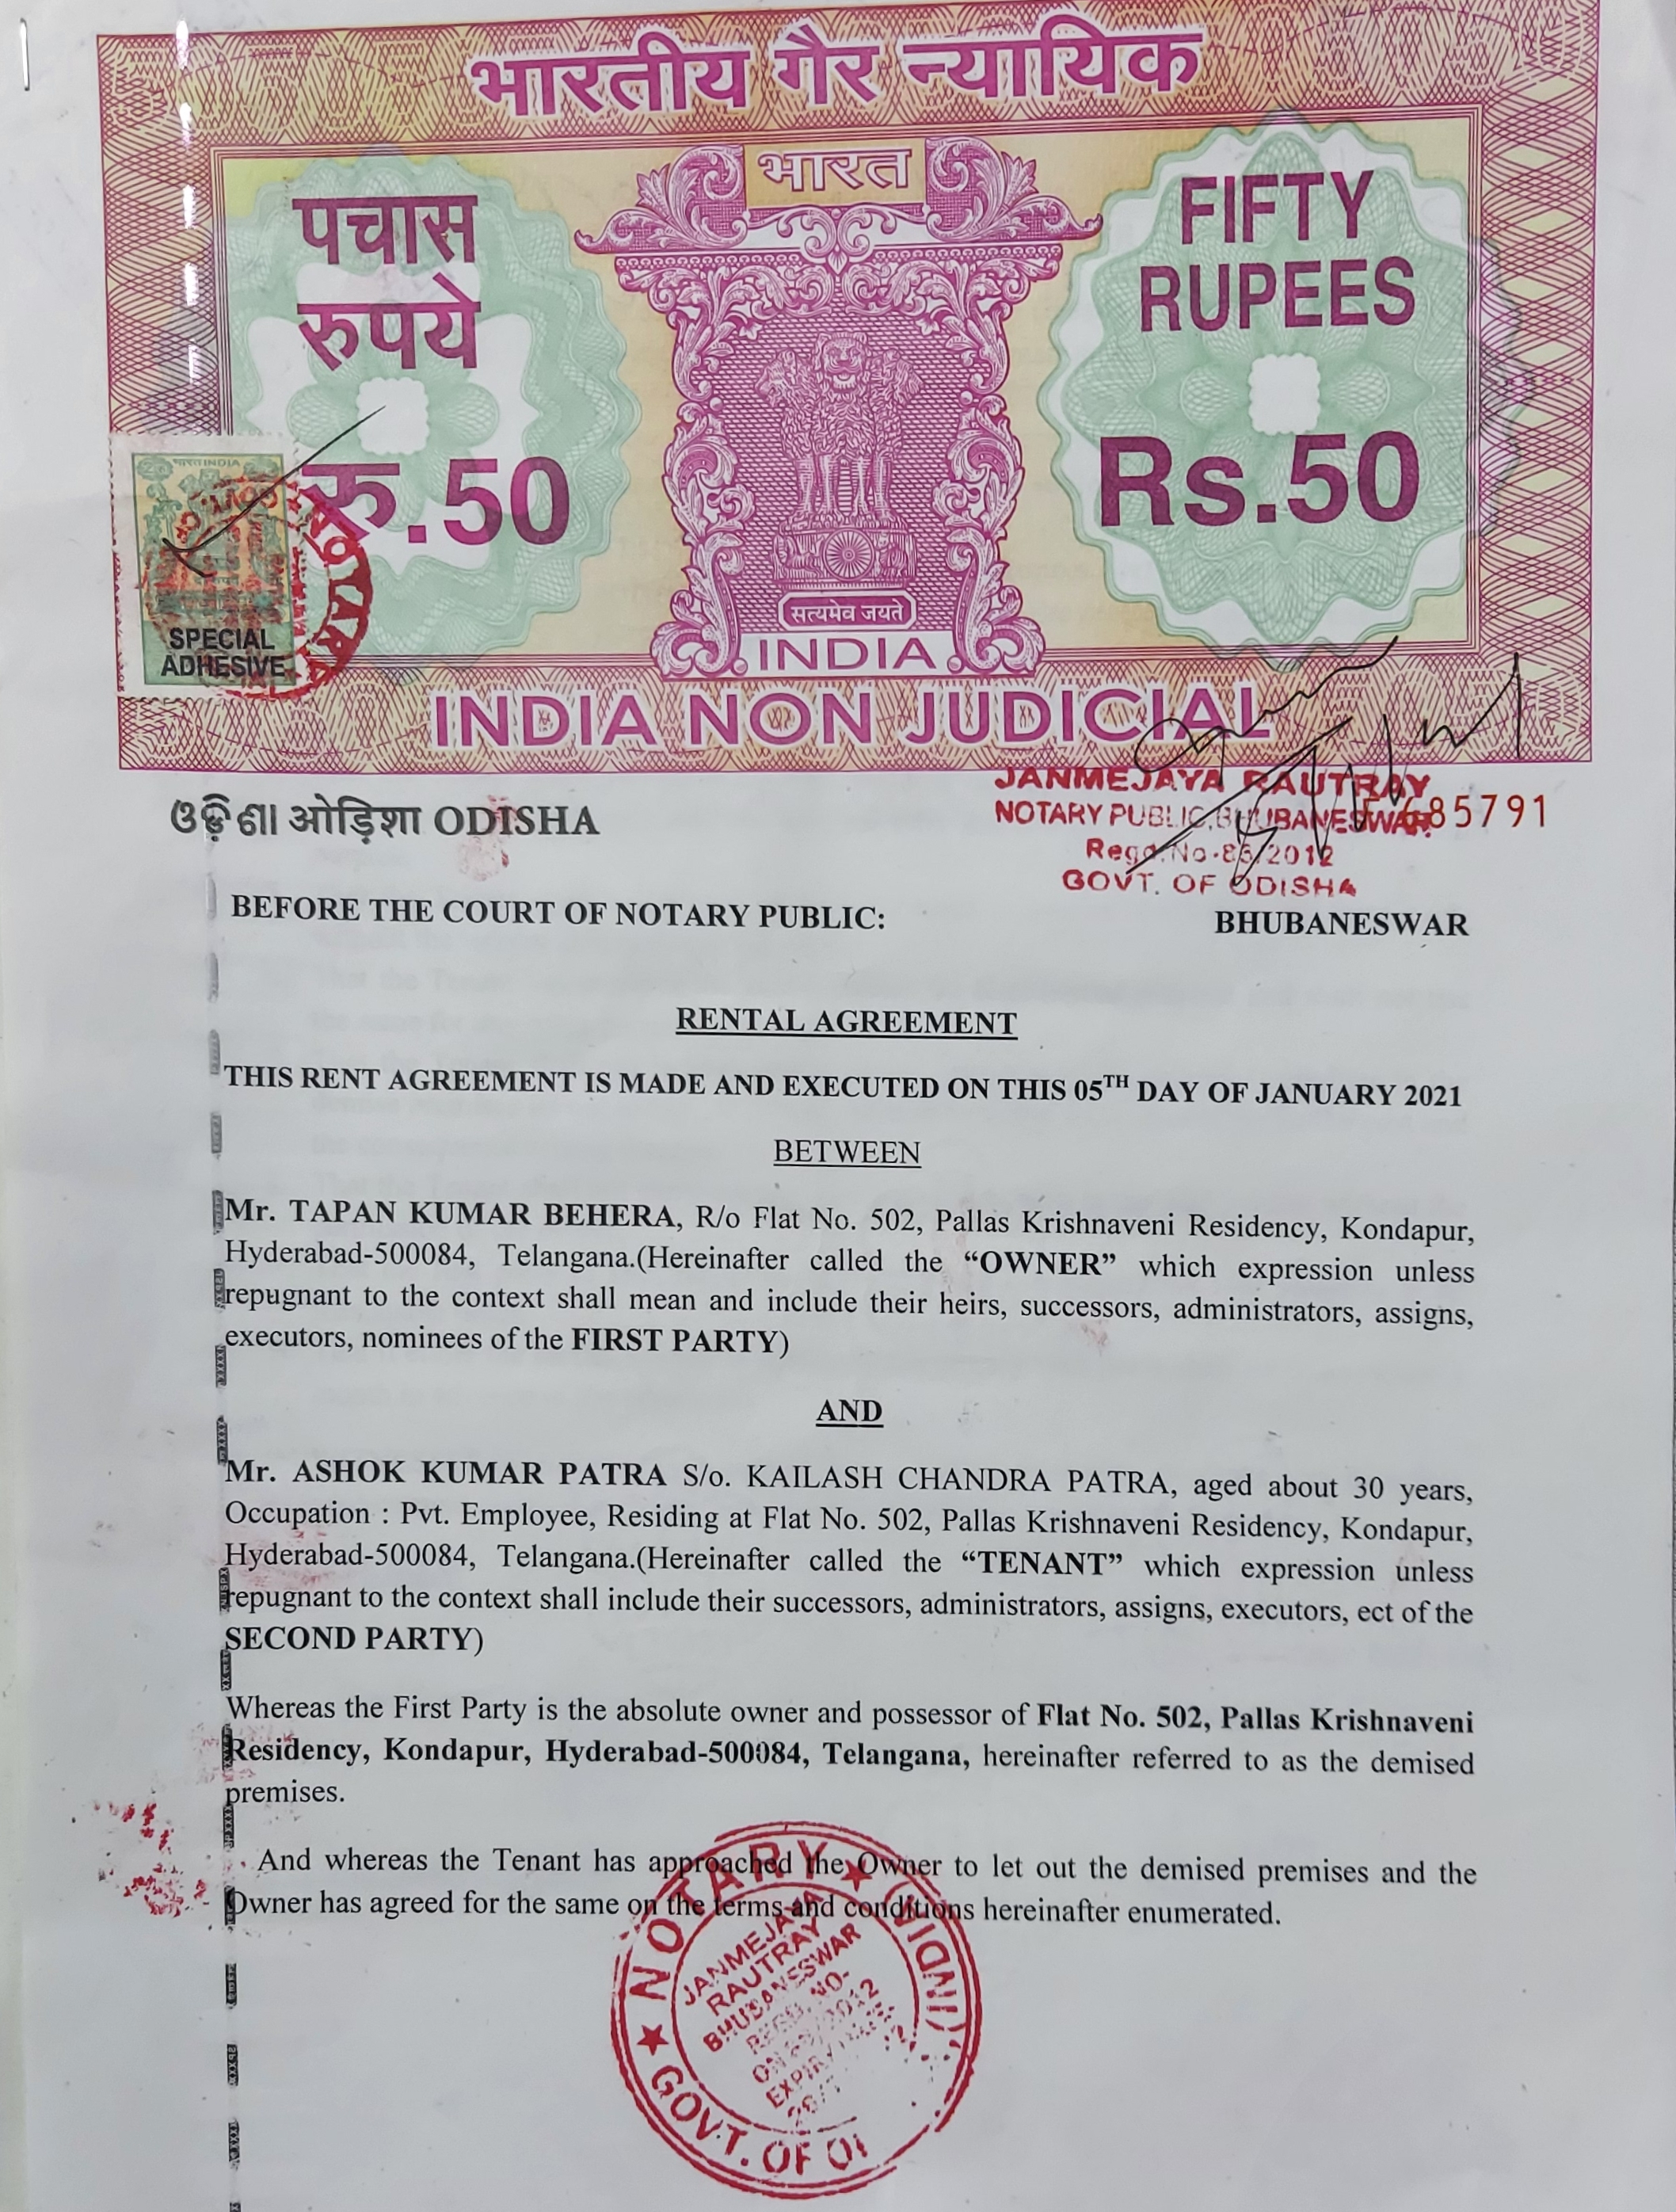 भारतीय गैर न्यायिक
भारत
पचास
रुपये
रु.50
FIFTY
RUPEES
Rs.50
सत्यमेव जयते
INDIA
INDIA NON JUDICIAL
भारत INDIA
SPECIAL
ADHESIVE
NOTARY
ଓଡ଼ିଶା ओड़िशा ODISHA
JANMEJAYA RAUTRAY
NOTARY PUBLIC, BHUBANESWAR
685791
Regd. No-86/2012
GOVT. OF ODISHA
BEFORE THE COURT OF NOTARY PUBLIC: BHUBANESWAR
RENTAL AGREEMENT
THIS RENT AGREEMENT IS MADE AND EXECUTED ON THIS 05TH DAY OF JANUARY 2021
BETWEEN
Mr. TAPAN KUMAR BEHERA, R/o Flat No. 502, Pallas Krishnaveni Residency, Kondapur,
Hyderabad-500084, Telangana.(Hereinafter called the “OWNER” which expression unless
repugnant to the context shall mean and include their heirs, successors, administrators, assigns,
executors, nominees of the FIRST PARTY)
AND
Mr. ASHOK KUMAR PATRA S/o. KAILASH CHANDRA PATRA, aged about 30 years,
Occupation : Pvt. Employee, Residing at Flat No. 502, Pallas Krishnaveni Residency, Kondapur,
Hyderabad-500084, Telangana.(Hereinafter called the “TENANT” which expression unless
repugnant to the context shall include their successors, administrators, assigns, executors, ect of the
SECOND PARTY)
Whereas the First Party is the absolute owner and possessor of Flat No. 502, Pallas Krishnaveni
Residency, Kondapur, Hyderabad-500084, Telangana, hereinafter referred to as the demised
premises.
And whereas the Tenant has approached the Owner to let out the demised premises and the
Owner has agreed for the same on the terms and conditions hereinafter enumerated.
NOTARY (INDIA)
JANMEJAYA
RAUTRAY
BHUBANESWAR
REGD. NO-
GOVT. OF